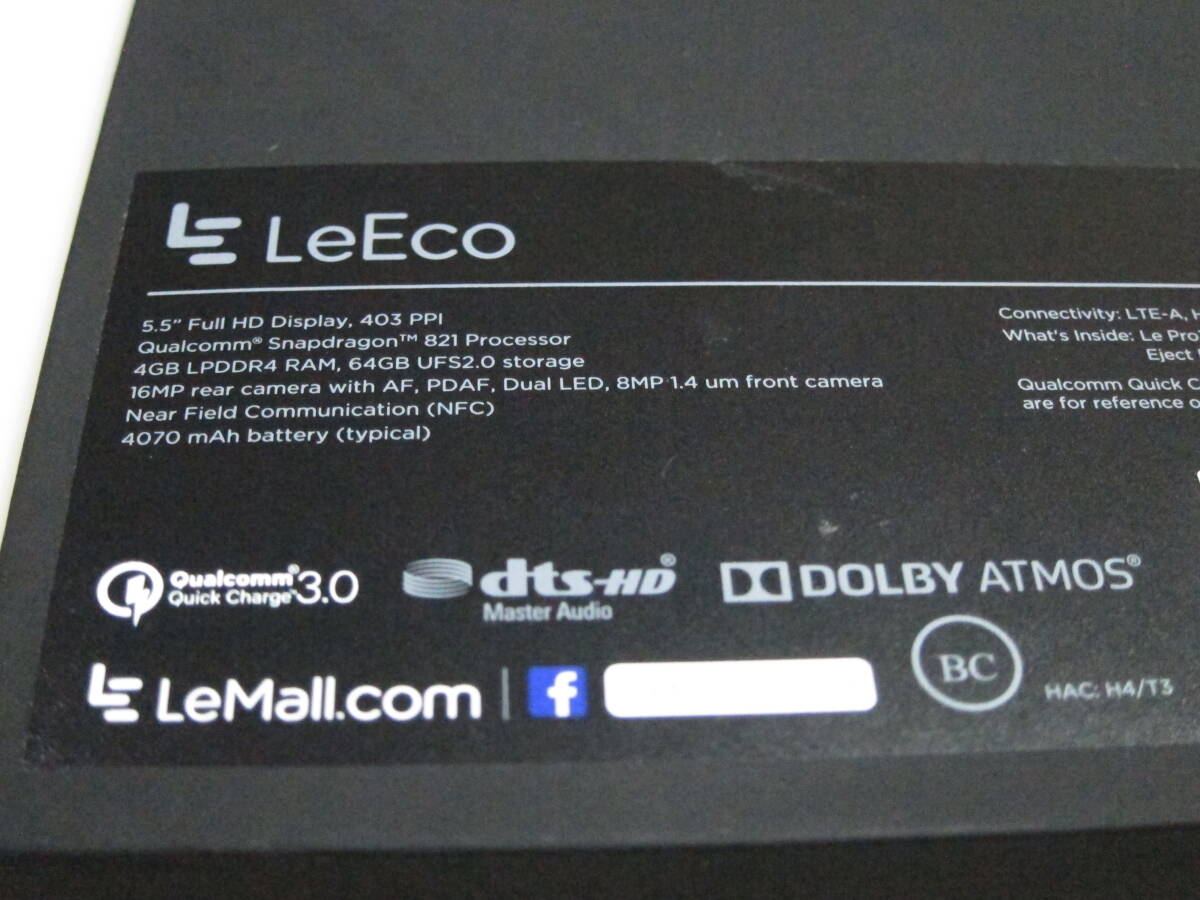 LeEco
5.5" Full HD Display, 403 PPI
Qualcomm® Snapdragon™ 821 Processor
4GB LPDDR4 RAM, 64GB UFS2.0 storage
16MP rear camera with AF, PDAF, Dual LED, 8MP 1.4 um front camera
Near Field Communication (NFC)
4070 mAh battery (typical)
Connectivity: LTE-A, H
What's Inside: Le Pro
Eject
Qualcomm Quick C
are for reference o
Qualcomm®
Quick Charge™ 3.0
dts-HD®
Master Audio
DOLBY ATMOS®
LeMall.com | f
BC
HAC: H4/T3